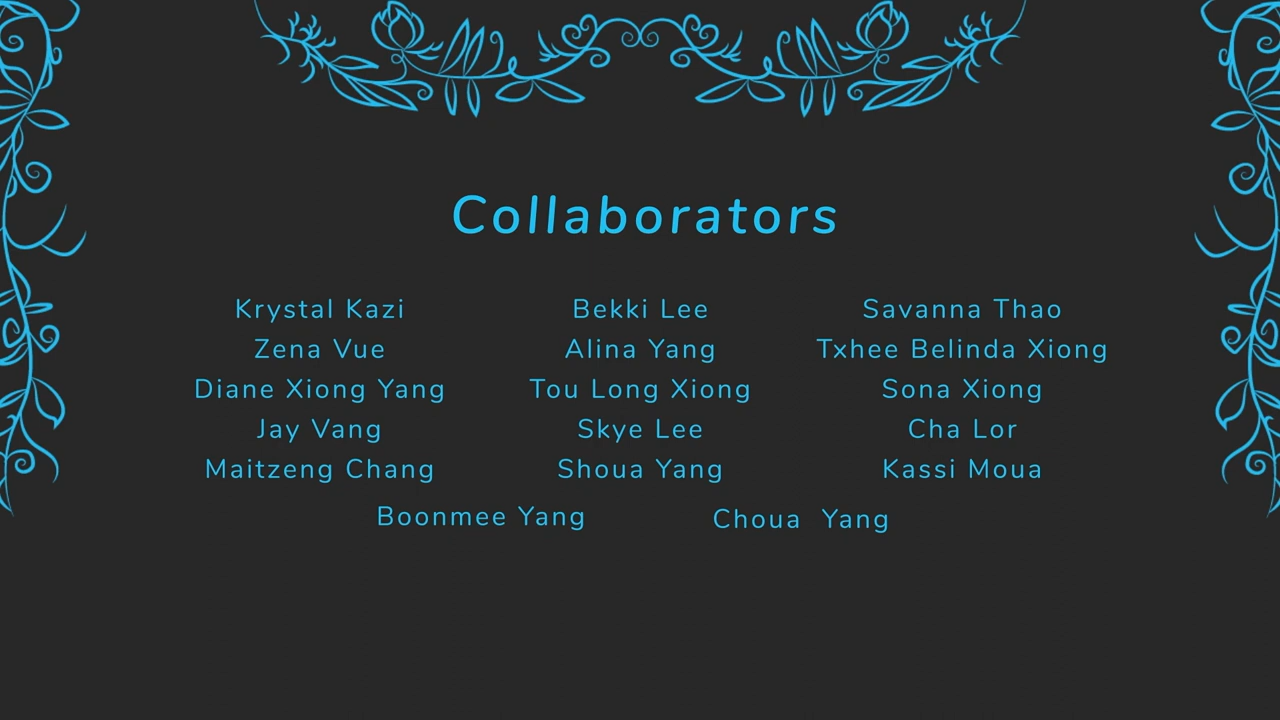 Collaborators
Krystal Kazi Bekki Lee Savanna Thao
Zena Vue Alina Yang Txhee Belinda Xiong
Diane Xiong Yang Tou Long Xiong Sona Xiong
Jay Vang Skye Lee Cha Lor
Maitzeng Chang Shoua Yang Kassi Moua
Boonmee Yang Choua Yang